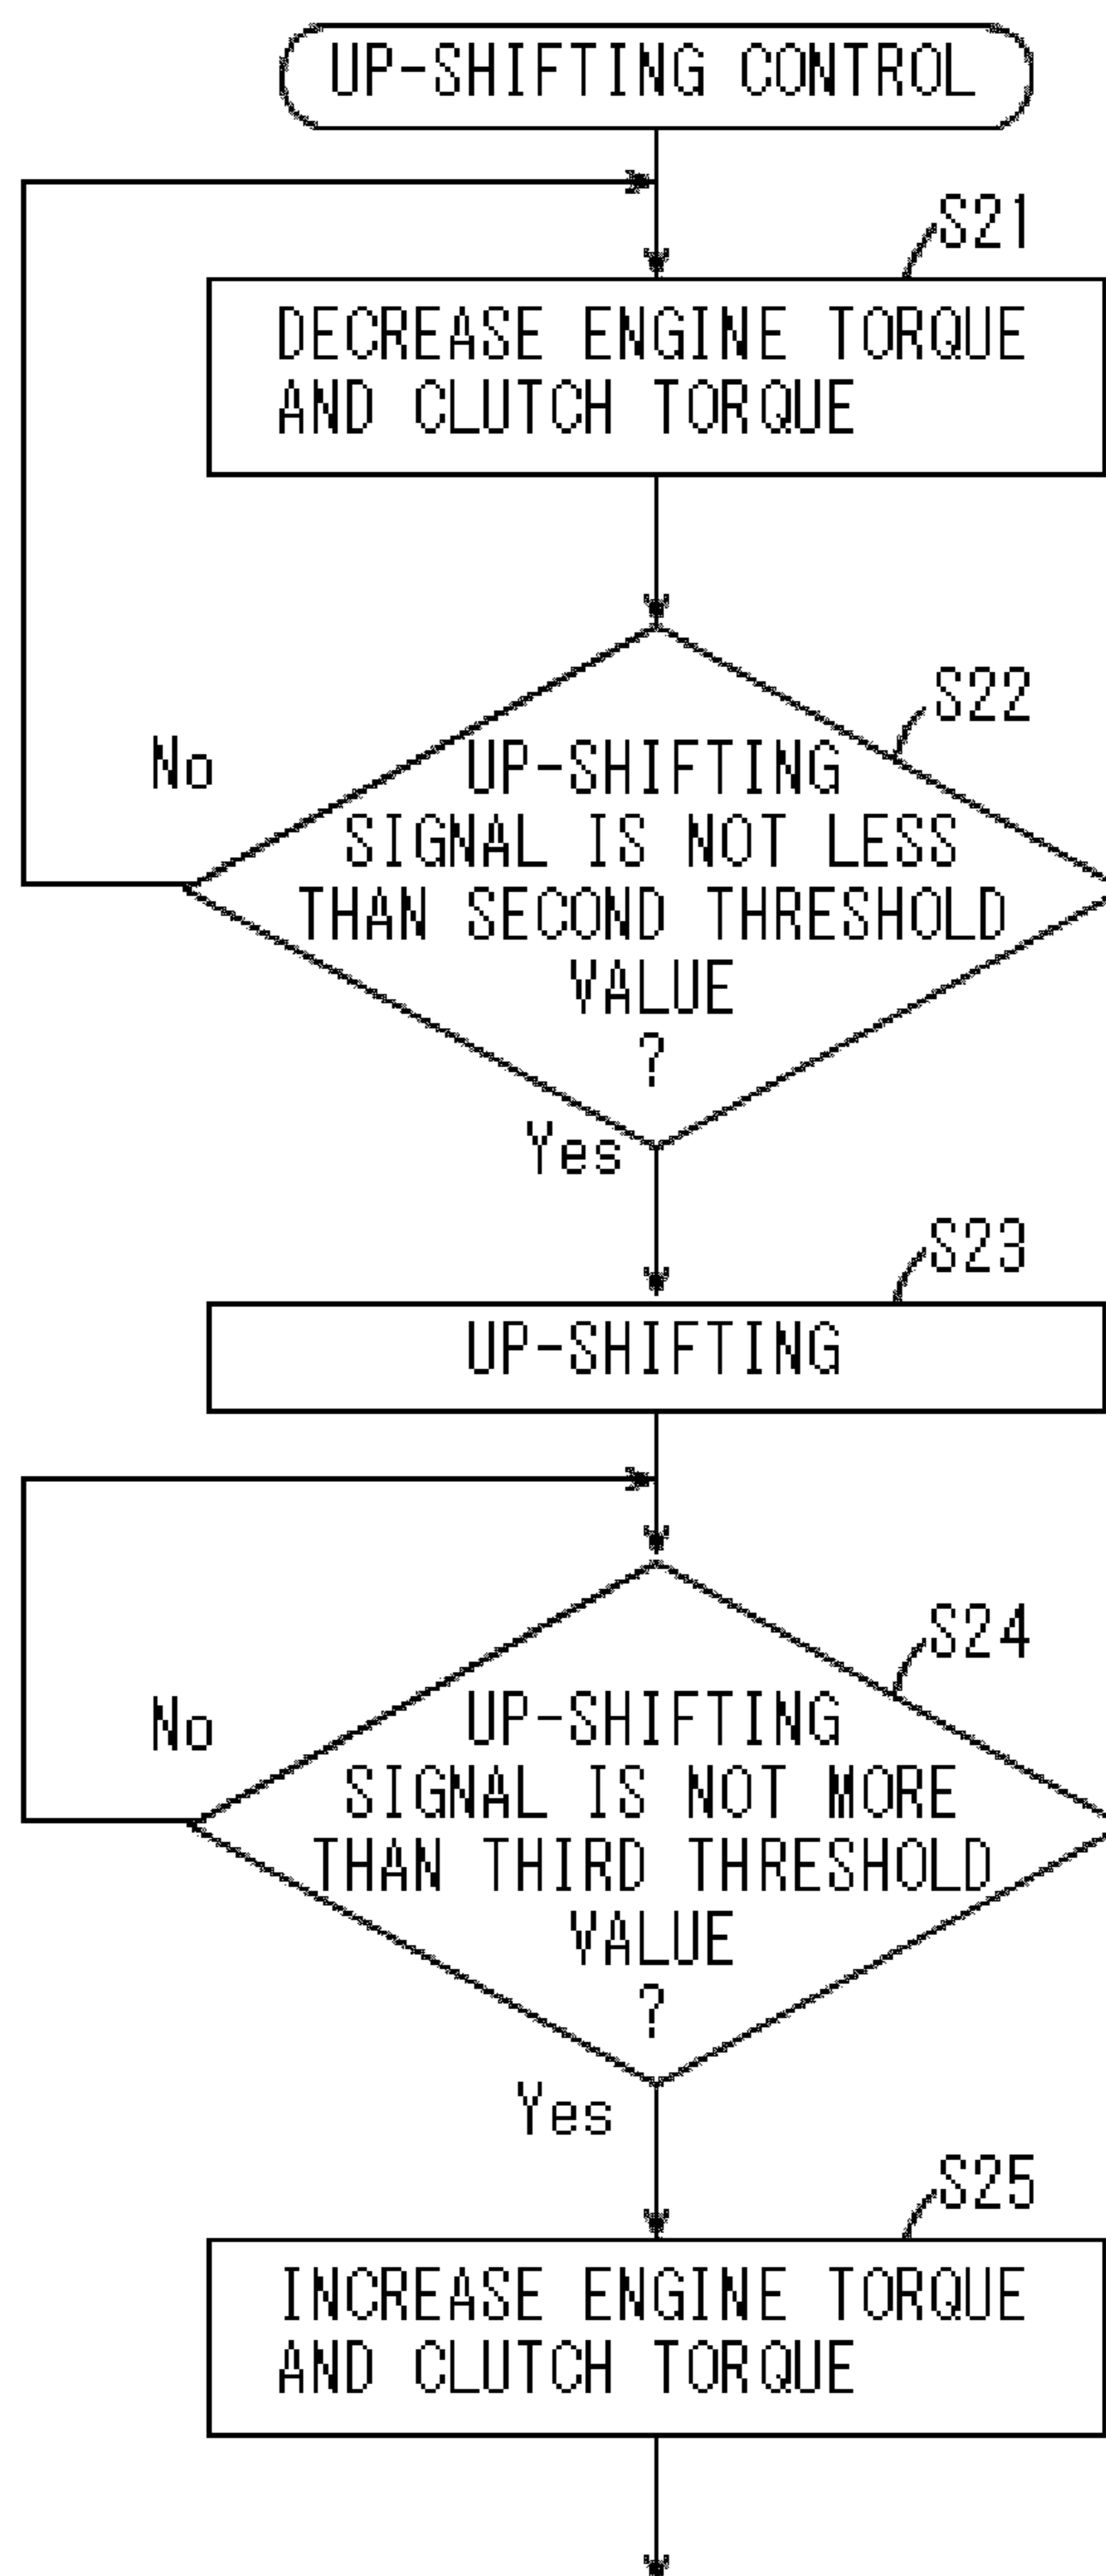 UP-SHIFTING CONTROL
S21
DECREASE ENGINE TORQUE
AND CLUTCH TORQUE
S22
No
UP-SHIFTING
SIGNAL IS NOT LESS
THAN SECOND THRESHOLD
VALUE
?
Yes
S23
UP-SHIFTING
S24
No
UP-SHIFTING
SIGNAL IS NOT MORE
THAN THIRD THRESHOLD
VALUE
?
Yes
S25
INCREASE ENGINE TORQUE
AND CLUTCH TORQUE